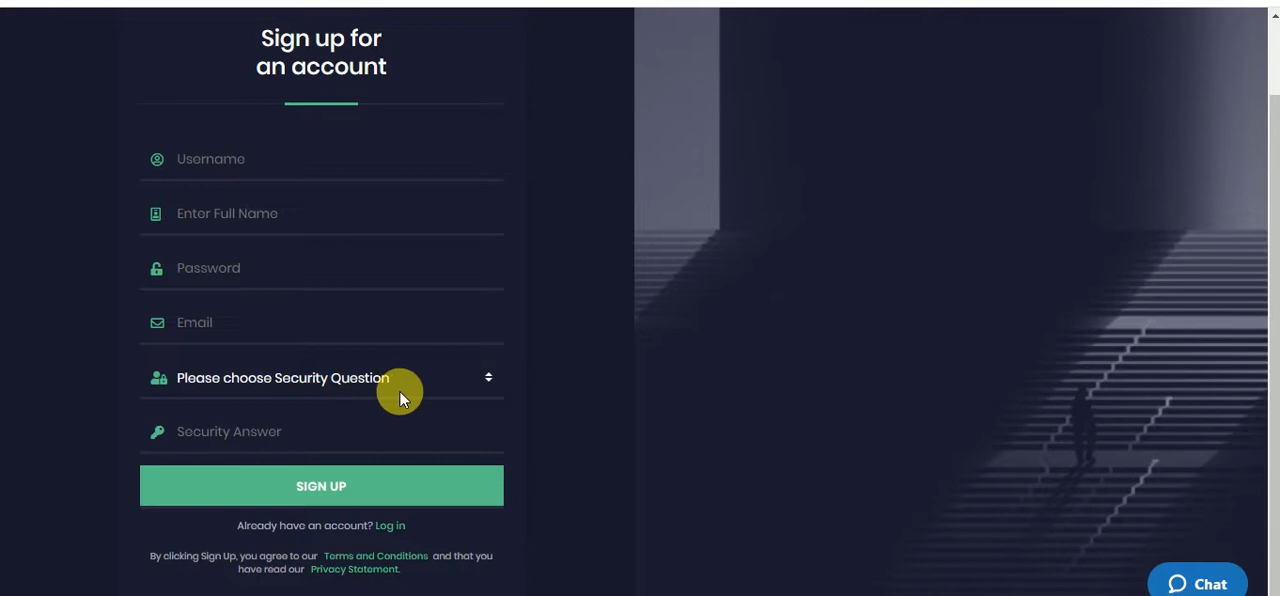 Sign up for
an account
Username
Enter Full Name
Password
Email
Please choose Security Question
Security Answer
SIGN UP
Already have an account? Log in
By clicking Sign Up, you agree to our Terms and Conditions and that you
have read our Privacy Statement.
Chat